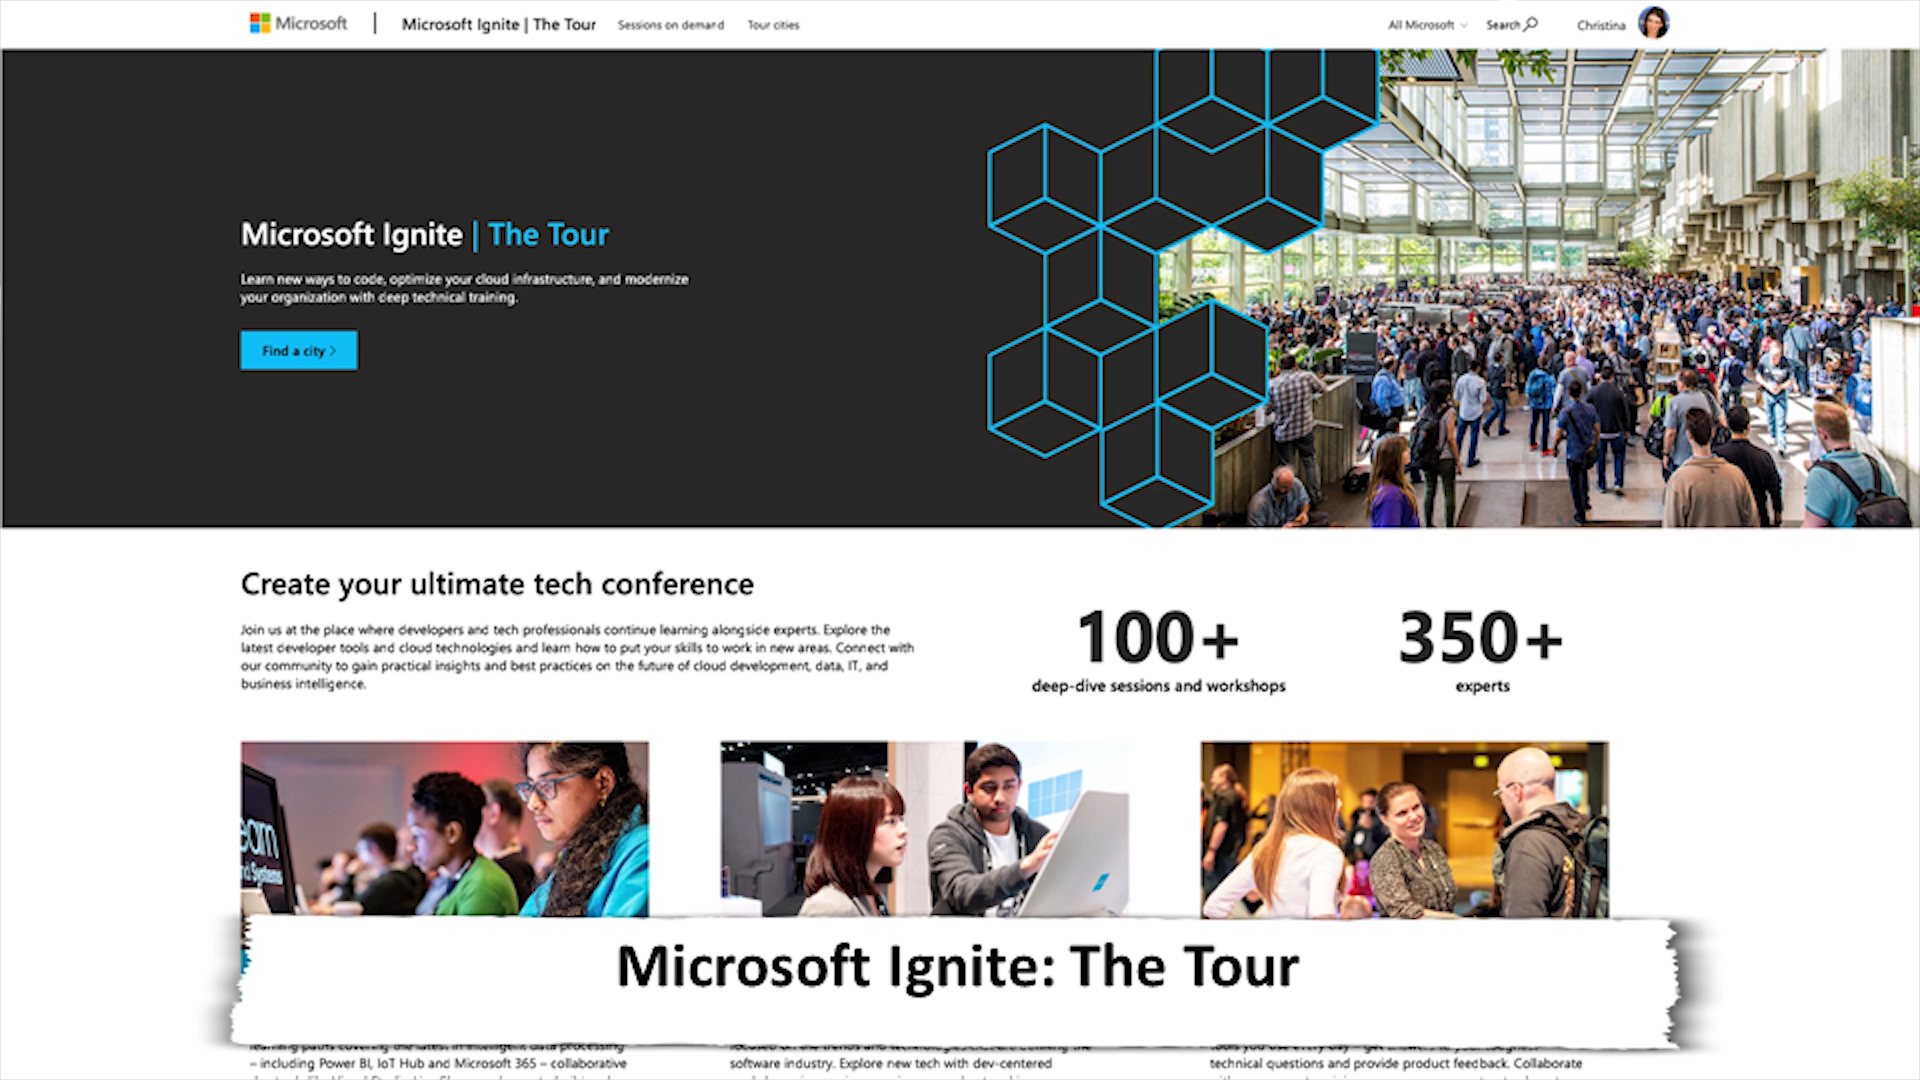 Microsoft
Microsoft Ignite | The Tour
Sessions on demand
Tour cities
All Microsoft
Search
Christina
Microsoft Ignite | The Tour
Learn new ways to code, optimize your cloud infrastructure, and modernize
your organization with deep technical training.
Find a city
Create your ultimate tech conference
Join us at the place where developers and tech professionals continue learning alongside experts. Explore the
latest developer tools and cloud technologies and learn how to put your skills to work in new areas. Connect with
our community to gain practical insights and best practices on the future of cloud development, data, IT, and
business intelligence.
100+
deep-dive sessions and workshops
350+
experts
Microsoft Ignite: The Tour
– including Power BI, IoT Hub and Microsoft 365 – collaborative
software industry. Explore new tech with dev-centered
technical questions and provide product feedback. Collaborate